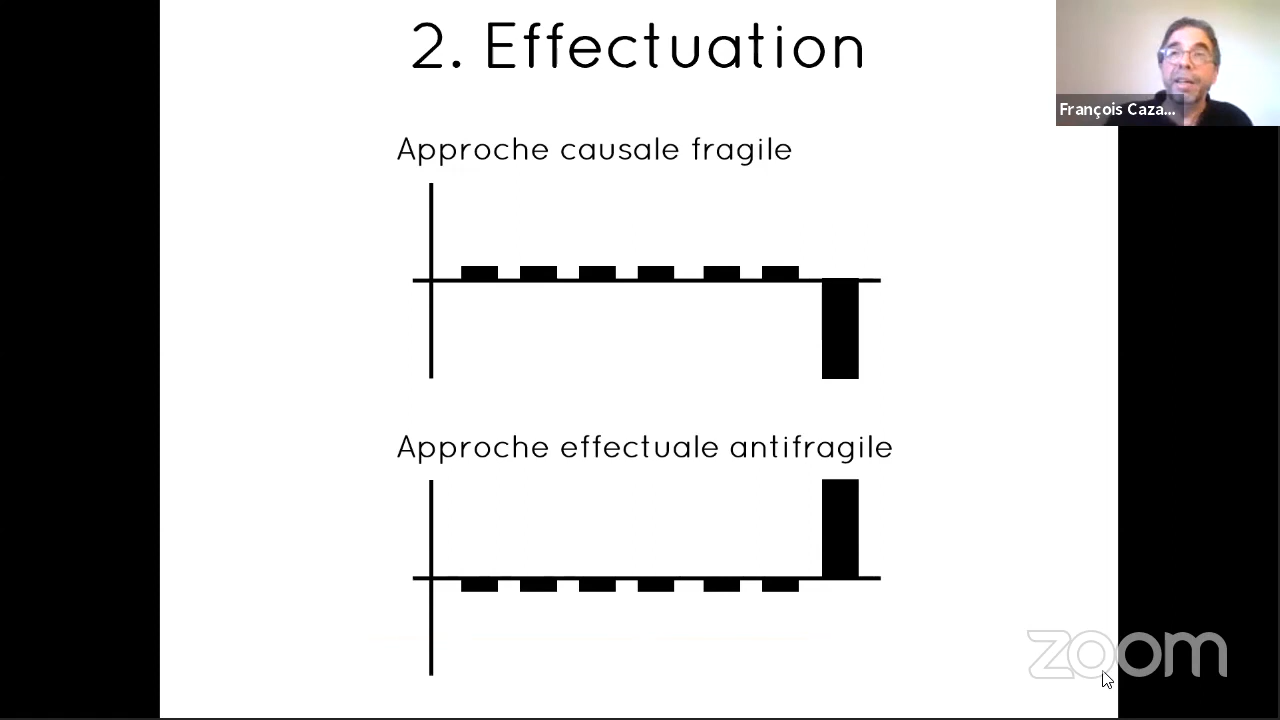 2. Effectuation
François Caza...
Approche causale fragile
Approche effectuale antifragile
zoom